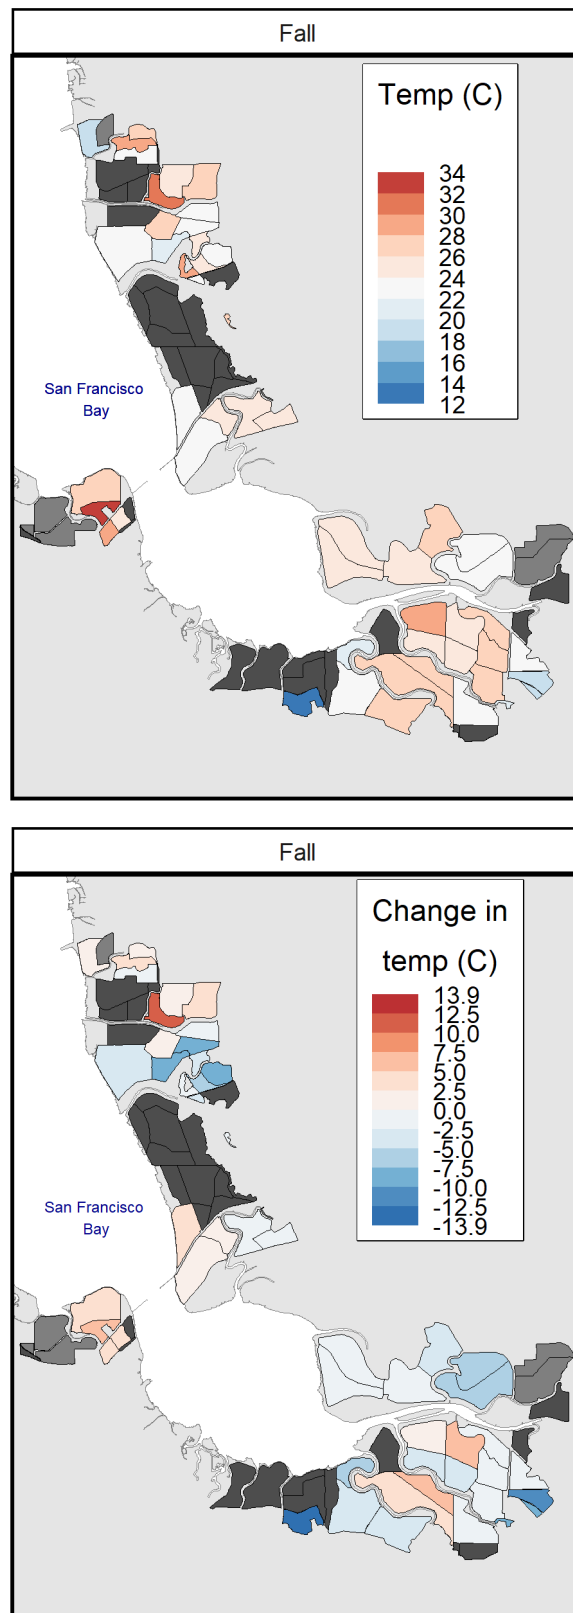 Fall
Temp (C)
34
32
30
28
26
24
22
20
18
16
14
12
San Francisco
Bay
Fall
Change in
temp (C)
13.9
12.5
10.0
7.5
5.0
2.5
0.0
-2.5
-5.0
-7.5
-10.0
-12.5
-13.9
San Francisco
Bay